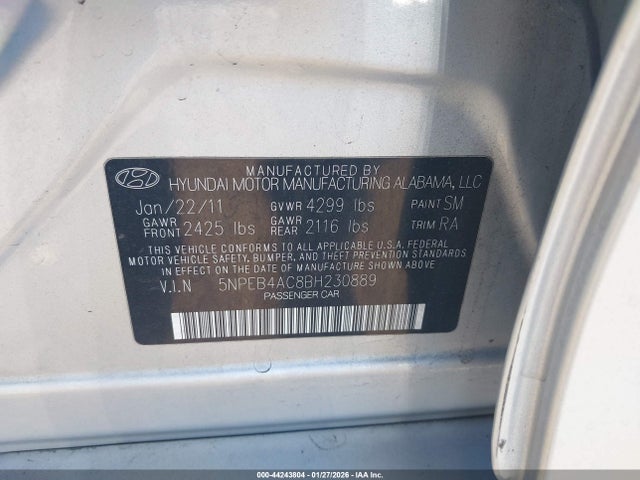 MANUFACTURED BY
HYUNDAI MOTOR MANUFACTURING ALABAMA, LLC
Jan/22/11 GVWR 4299 lbs PAINT SM
GAWR FRONT 2425 lbs GAWR REAR 2116 lbs TRIM RA
THIS VEHICLE CONFORMS TO ALL APPLICABLE U.S.A. FEDERAL
MOTOR VEHICLE SAFETY, BUMPER, AND THEFT PREVENTION STANDARDS
IN EFFECT ON THE DATE OF MANUFACTURE SHOWN ABOVE.
V.I.N 5NPEB4AC8BH230889
PASSENGER CAR
000-44243804 | 01/27/2026 - IAA Inc.